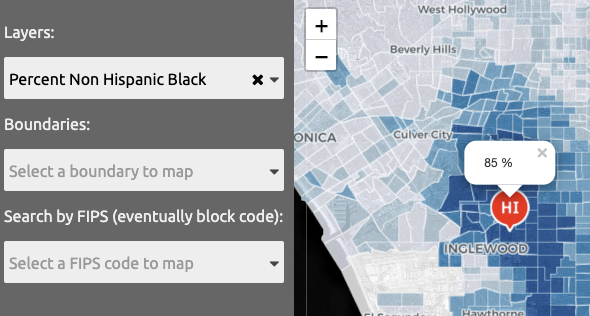 Layers:
Percent Non Hispanic Black
Boundaries:
Select a boundary to map
Search by FIPS (eventually block code):
Select a FIPS code to map
+
−
West Hollywood
Beverly Hills
ONICA
Culver City
85 %
HI
INGLEWOOD
El Segundo
Hawthorne